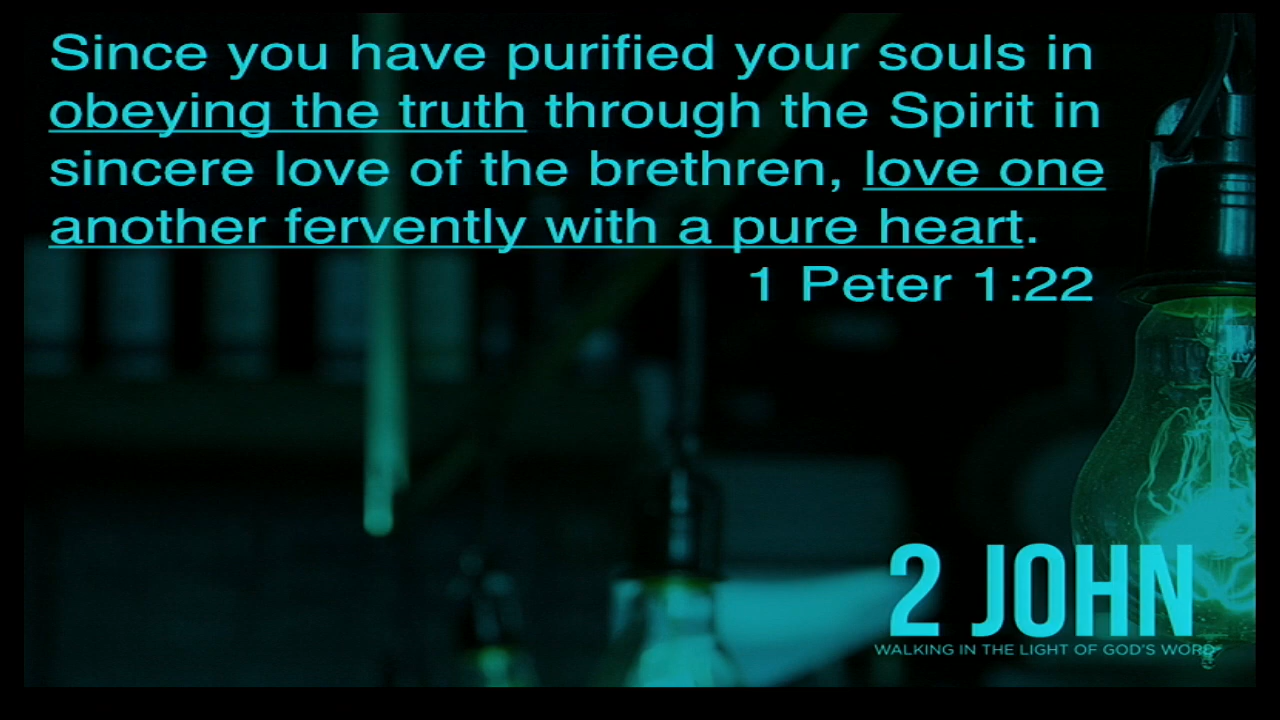 Since you have purified your souls in
obeying the truth through the Spirit in
sincere love of the brethren, love one
another fervently with a pure heart.
1 Peter 1:22
2 JOHN
WALKING IN THE LIGHT OF GOD'S WORD